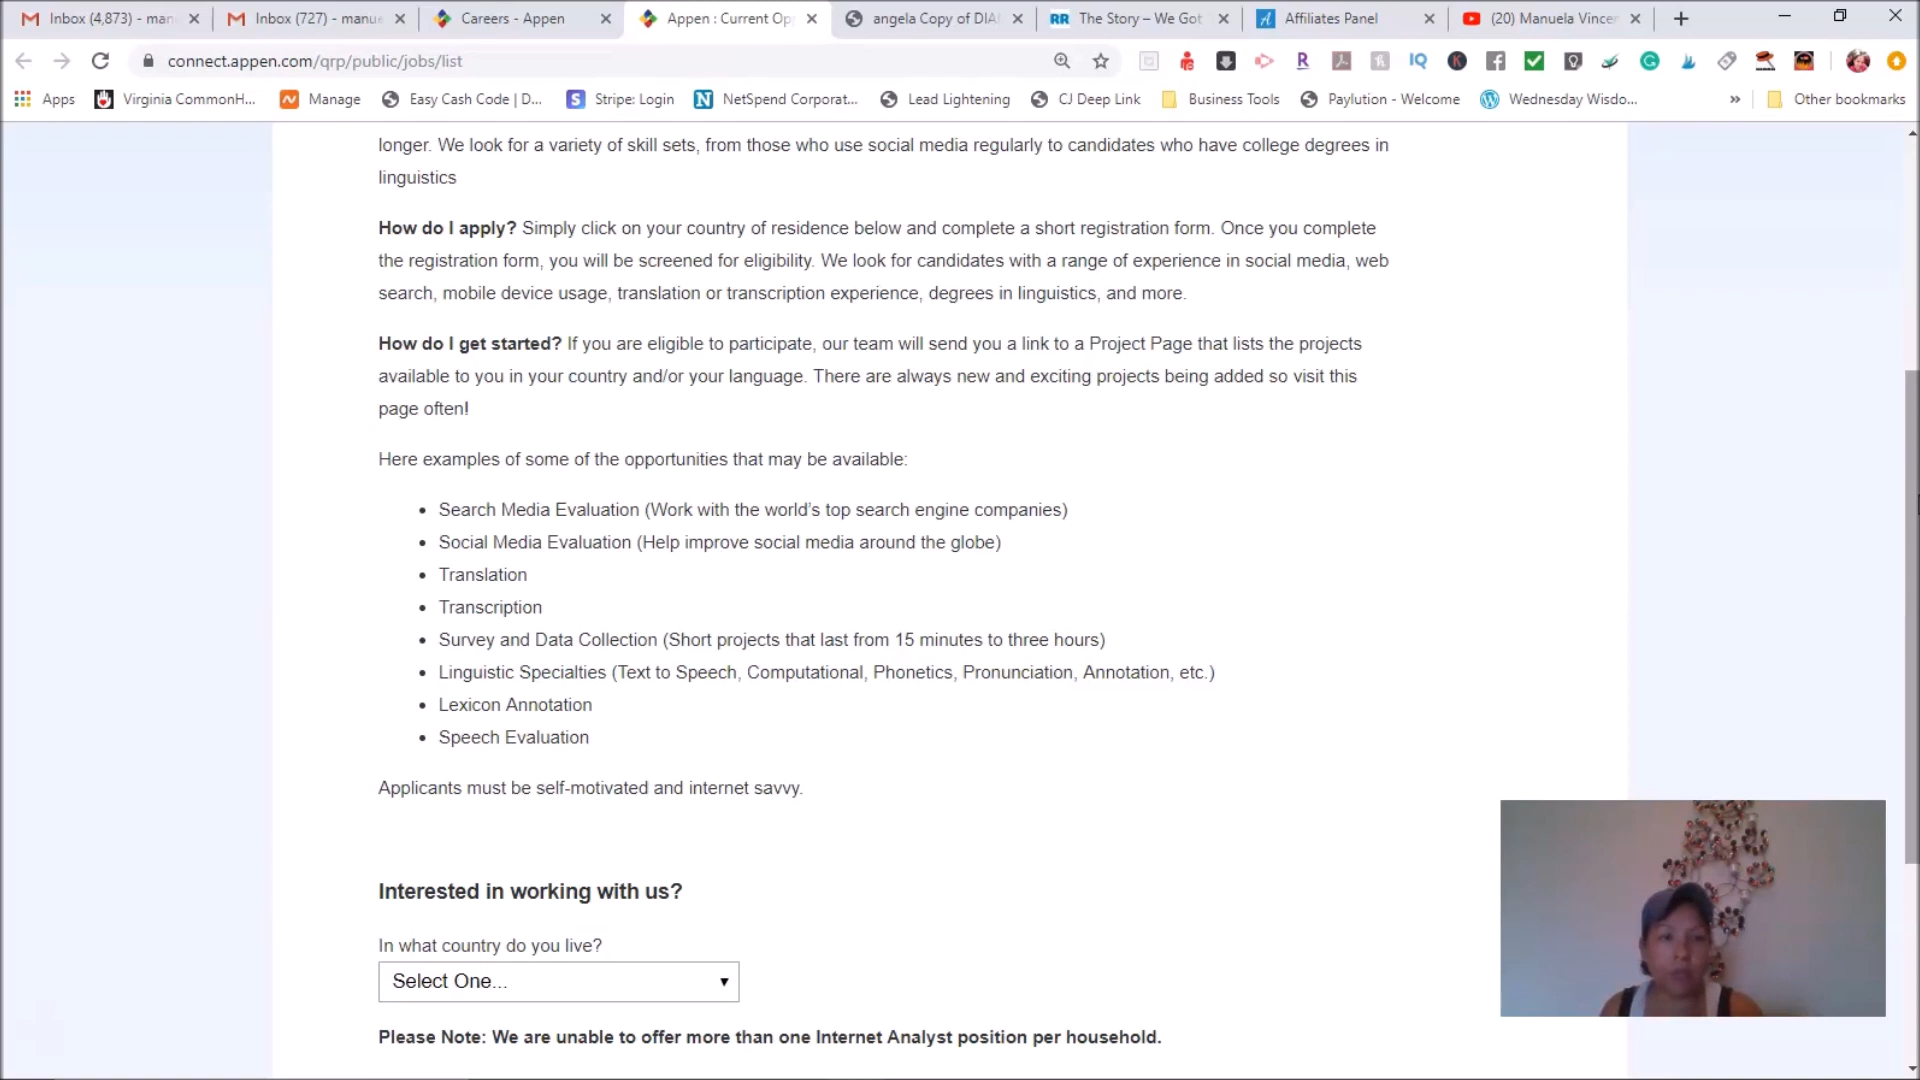 Inbox (4,873) - man
Inbox (727) - manue
Careers - Appen
Appen : Current Op
angela Copy of DIA
RR The Story – We Got
Affiliates Panel
(20) Manuela Vincen
connect.appen.com/qrp/public/jobs/list
Apps
Virginia CommonH...
Manage
Easy Cash Code | D...
Stripe: Login
NetSpend Corporat...
Lead Lightening
CJ Deep Link
Business Tools
Paylution - Welcome
Wednesday Wisdo...
Other bookmarks
longer. We look for a variety of skill sets, from those who use social media regularly to candidates who have college degrees in
linguistics
How do I apply? Simply click on your country of residence below and complete a short registration form. Once you complete
the registration form, you will be screened for eligibility. We look for candidates with a range of experience in social media, web
search, mobile device usage, translation or transcription experience, degrees in linguistics, and more.
How do I get started? If you are eligible to participate, our team will send you a link to a Project Page that lists the projects
available to you in your country and/or your language. There are always new and exciting projects being added so visit this
page often!
Here examples of some of the opportunities that may be available:
• Search Media Evaluation (Work with the world's top search engine companies)
• Social Media Evaluation (Help improve social media around the globe)
• Translation
• Transcription
• Survey and Data Collection (Short projects that last from 15 minutes to three hours)
• Linguistic Specialties (Text to Speech, Computational, Phonetics, Pronunciation, Annotation, etc.)
• Lexicon Annotation
• Speech Evaluation
Applicants must be self-motivated and internet savvy.
Interested in working with us?
In what country do you live?
Select One...
Please Note: We are unable to offer more than one Internet Analyst position per household.